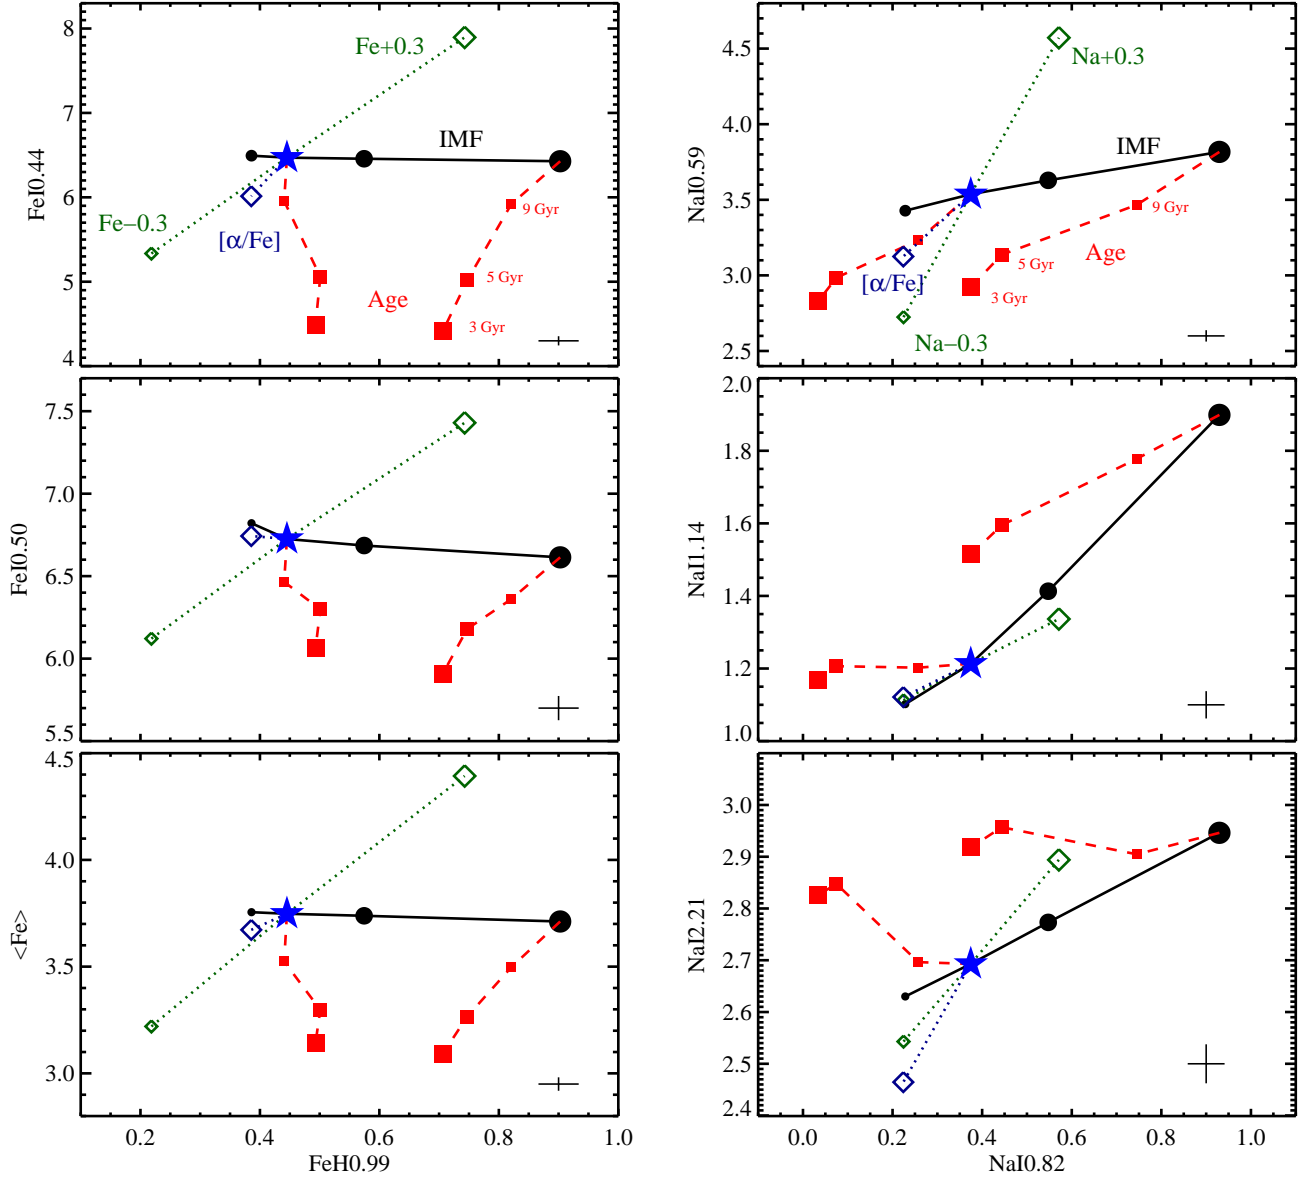 8
7
6
5
4
FeI0.44
Fe+0.3
IMF
Fe−0.3
[α/Fe]
9 Gyr
5 Gyr
Age
3 Gyr
4.5
4.0
3.5
3.0
2.5
NaI0.59
Na+0.3
IMF
9 Gyr
Age
5 Gyr
[α/Fe]
3 Gyr
Na−0.3
7.5
7.0
6.5
6.0
5.5
FeI0.50
2.0
1.8
1.6
1.4
1.2
1.0
NaI1.14
4.5
4.0
3.5
3.0
<Fe>
0.2 0.4 0.6 0.8 1.0
FeH0.99
3.0
2.9
2.8
2.7
2.6
2.5
2.4
NaI2.21
0.0 0.2 0.4 0.6 0.8 1.0
NaI0.82